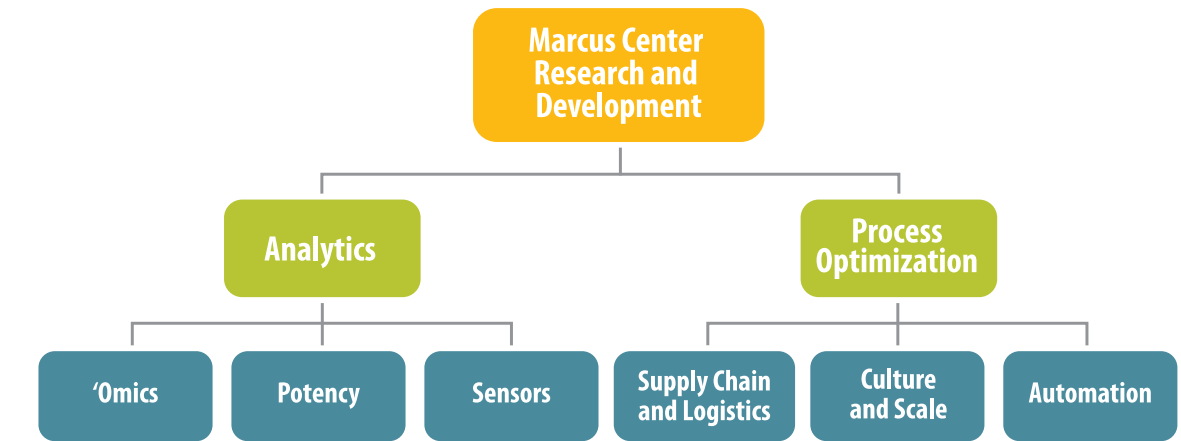 Marcus Center
Research and
Development
Analytics
Process
Optimization
‘Omics
Potency
Sensors
Supply Chain
and Logistics
Culture
and Scale
Automation